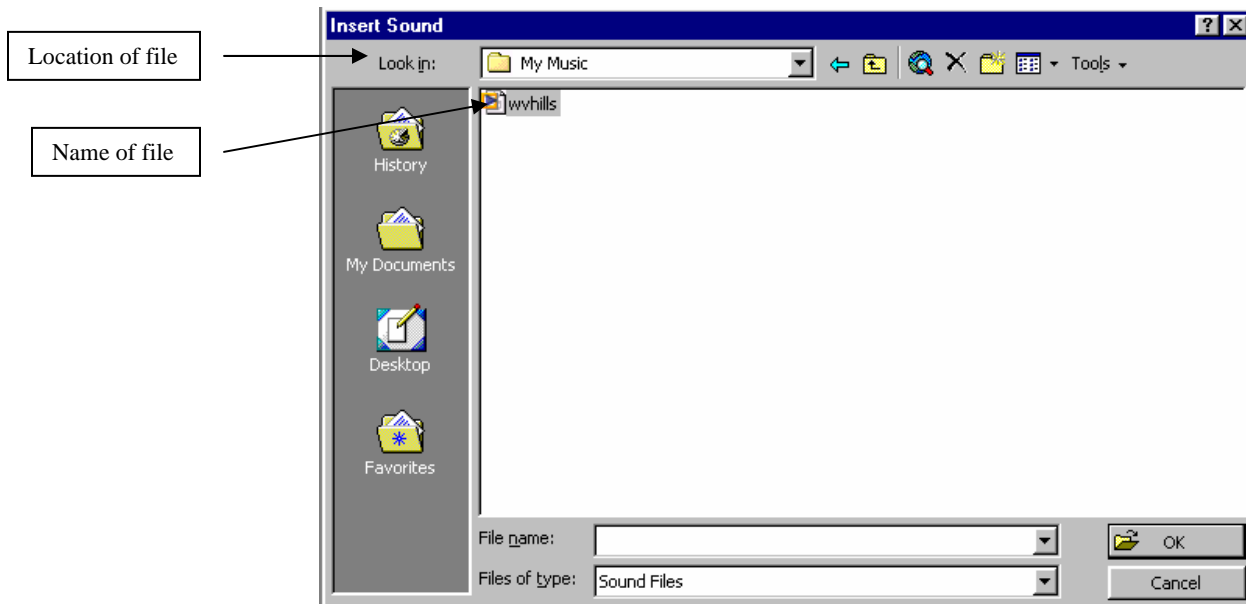 Insert Sound
Location of file
Look in:
My Music
Tools
wvhills
Name of file
History
My Documents
Desktop
Favorites
File name:
OK
Files of type:
Sound Files
Cancel